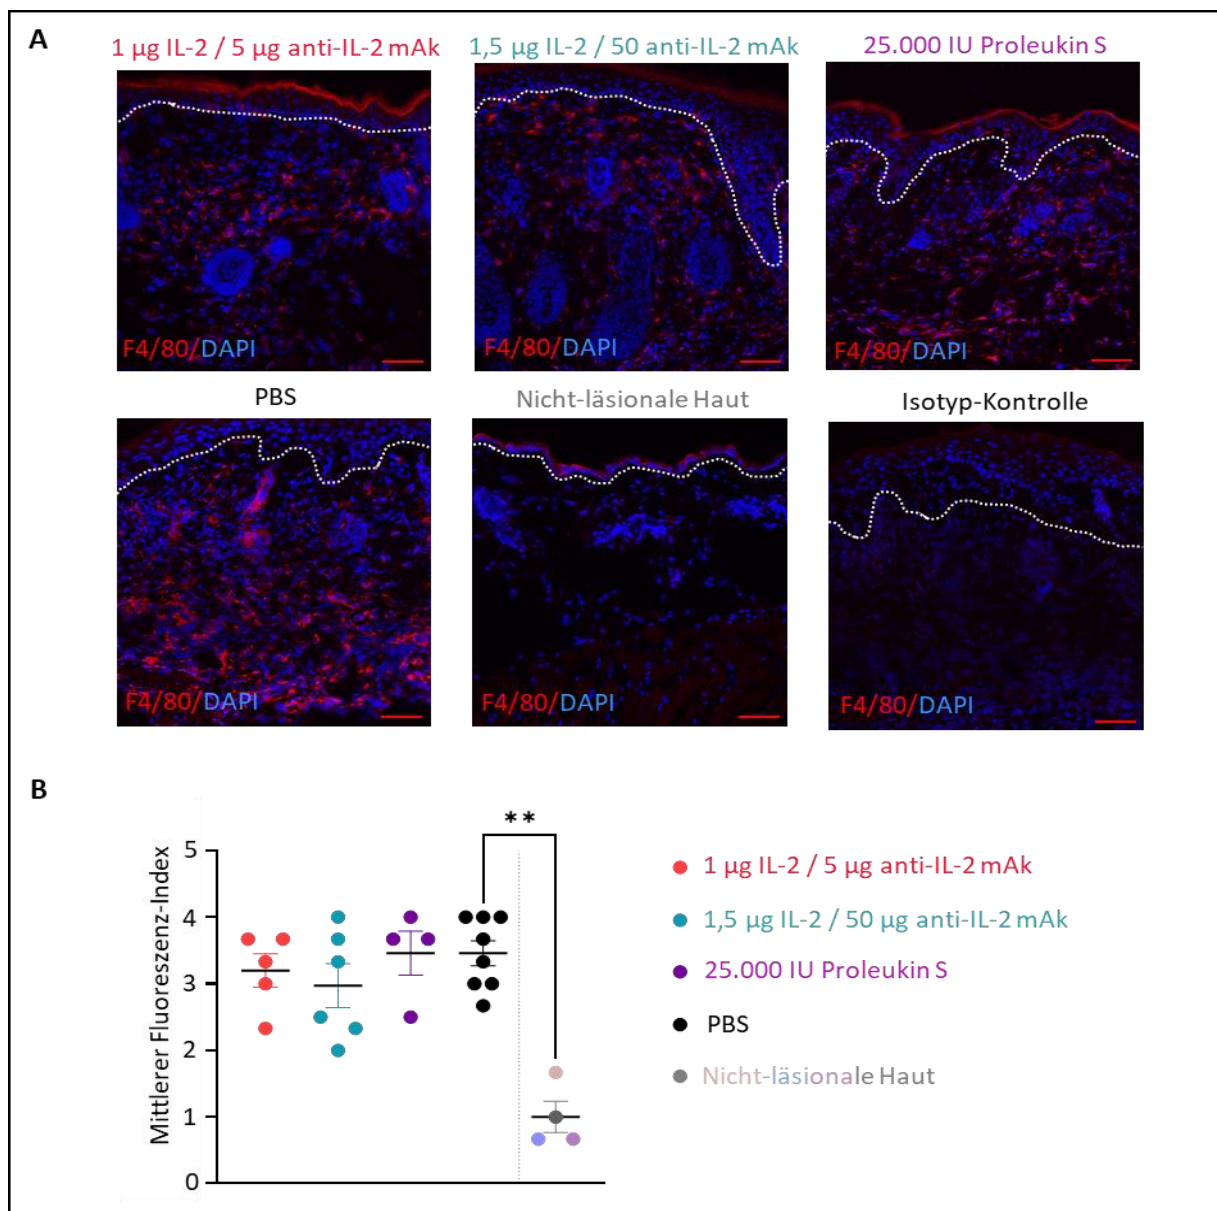 A
1 µg IL-2 / 5 µg anti-IL-2 mAk
1,5 µg IL-2 / 50 anti-IL-2 mAk
25.000 IU Proleukin S
F4/80/DAPI
F4/80/DAPI
F4/80/DAPI
PBS
Nicht-läsionale Haut
Isotyp-Kontrolle
F4/80/DAPI
F4/80/DAPI
F4/80/DAPI
B
**
Mittlerer Fluoreszenz-Index
5
4
3
2
1
0
1 µg IL-2 / 5 µg anti-IL-2 mAk
1,5 µg IL-2 / 50 µg anti-IL-2 mAk
25.000 IU Proleukin S
PBS
Nicht-läsionale Haut